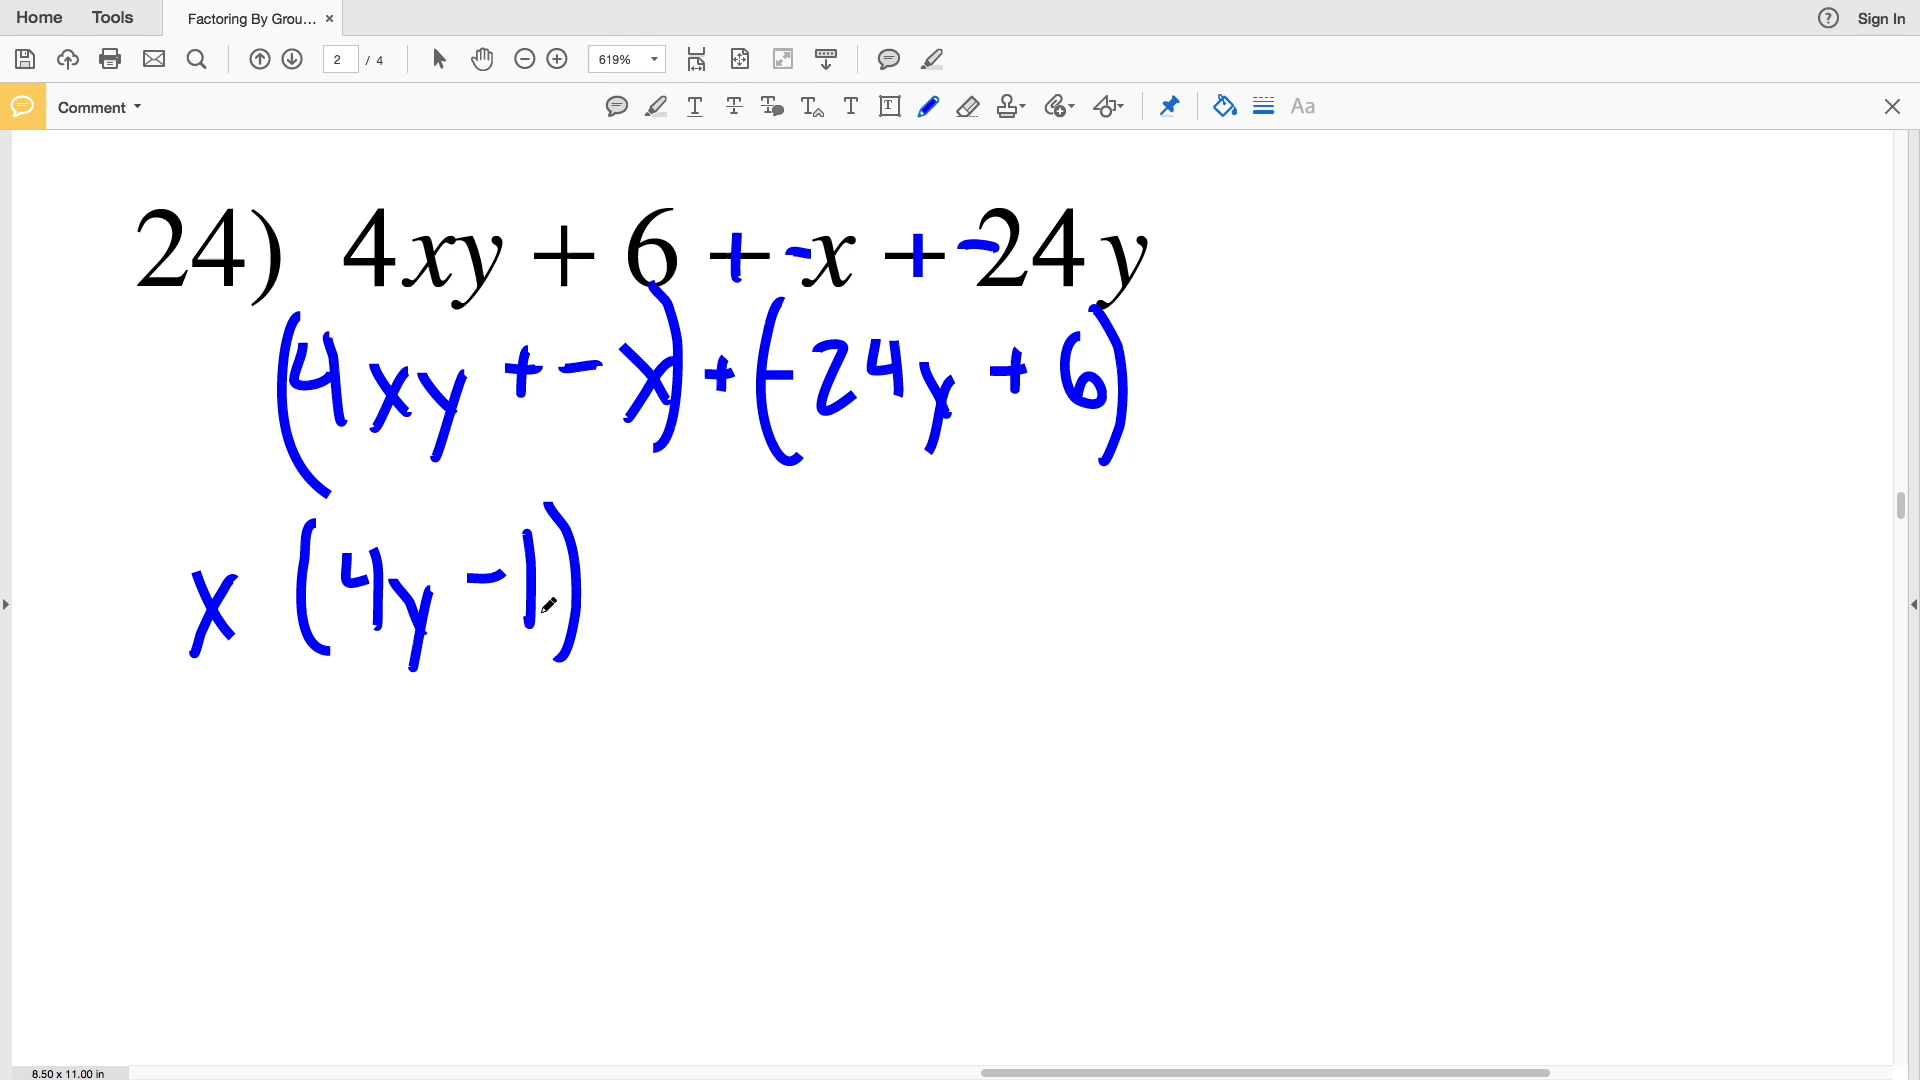 Home Tools Factoring By Grou... × Sign In
2 / 4 619%
Comment Aa
24) 4xy + 6 + -x + -24y
(4xy + -x) + (-24y + 6)
x (4y -1)
8.50 x 11.00 in